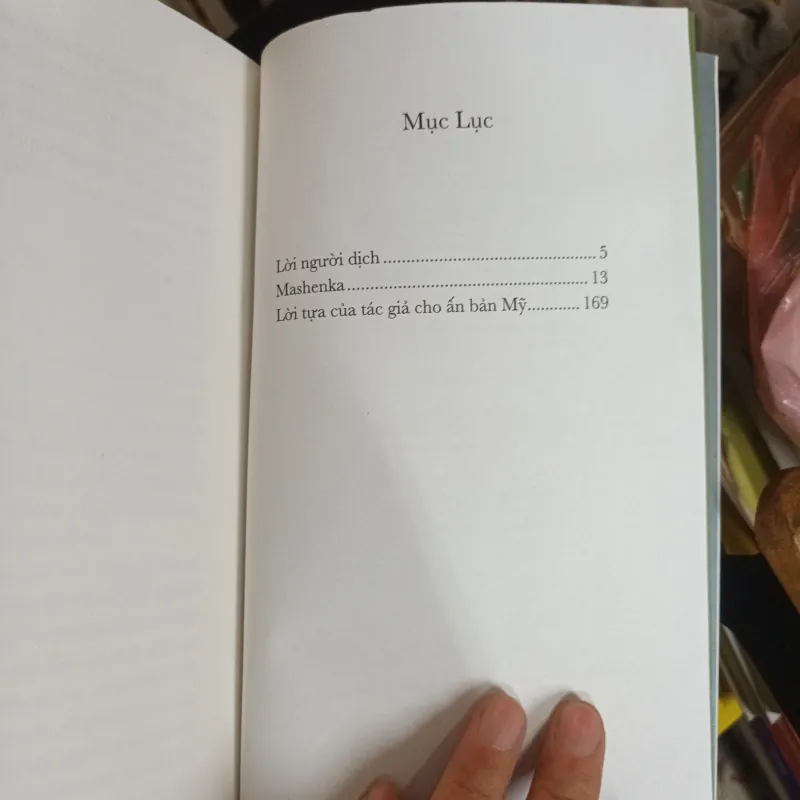 Mục Lục
Lời người dịch .............................................. 5
Mashenka.................................................... 13
Lời tựa của tác giả cho ấn bản Mỹ........... 169